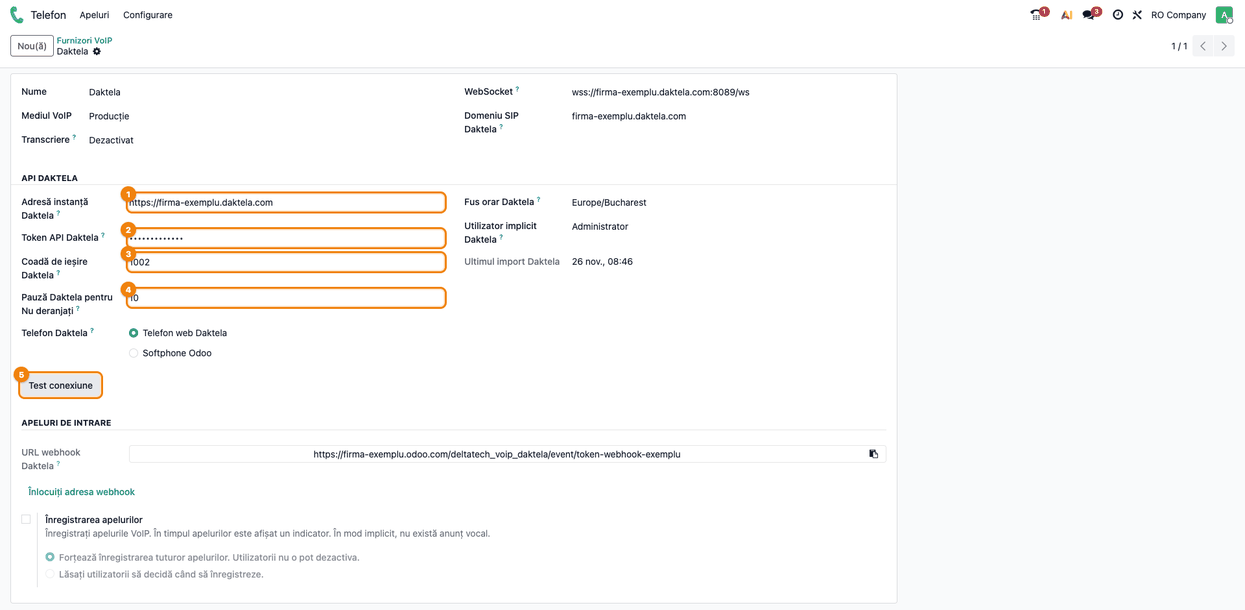 Telefon Apeluri Configurare 1 AI 3 RO Company A
Nou(ă) Furnizori VoIP
Daktela 1 / 1
Nume Daktela WebSocket ? wss://firma-exemplu.daktela.com:8089/ws
Mediul VoIP Producție Domeniu SIP Daktela ? firma-exemplu.daktela.com
Transcriere ? Dezactivat
API DAKTELA
Adresă instanță Daktela ? 1 https://firma-exemplu.daktela.com Fus orar Daktela ? Europe/Bucharest
Token API Daktela ? 2 ••••••••••••• Utilizator implicit Daktela ? Administrator
Coadă de ieșire Daktela ? 3 1002 Ultimul import Daktela 26 nov., 08:46
Pauză Daktela pentru Nu deranjați ? 4 10
Telefon Daktela ? Telefon web Daktela
Softphone Odoo
5 Test conexiune
APELURI DE INTRARE
URL webhook Daktela ? https://firma-exemplu.odoo.com/deltatech_voip_daktela/event/token-webhook-exemplu
Înlocuiți adresa webhook
Înregistrarea apelurilor
Înregistrați apelurile VoIP. În timpul apelurilor este afișat un indicator. În mod implicit, nu există anunț vocal.
Forțează înregistrarea tuturor apelurilor. Utilizatorii nu o pot dezactiva.
Lăsați utilizatorii să decidă când să înregistreze.